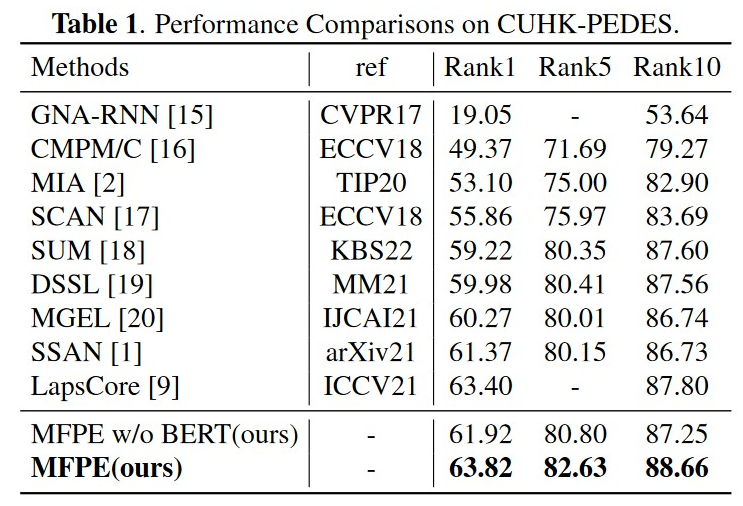 Table 1. Performance Comparisons on CUHK-PEDES.
Methods ref Rank1 Rank5 Rank10
GNA-RNN [15] CVPR17 19.05 - 53.64
CMPM/C [16] ECCV18 49.37 71.69 79.27
MIA [2] TIP20 53.10 75.00 82.90
SCAN [17] ECCV18 55.86 75.97 83.69
SUM [18] KBS22 59.22 80.35 87.60
DSSL [19] MM21 59.98 80.41 87.56
MGEL [20] IJCAI21 60.27 80.01 86.74
SSAN [1] arXiv21 61.37 80.15 86.73
LapsCore [9] ICCV21 63.40 - 87.80
MFPE w/o BERT(ours) - 61.92 80.80 87.25
MFPE(ours) - 63.82 82.63 88.66